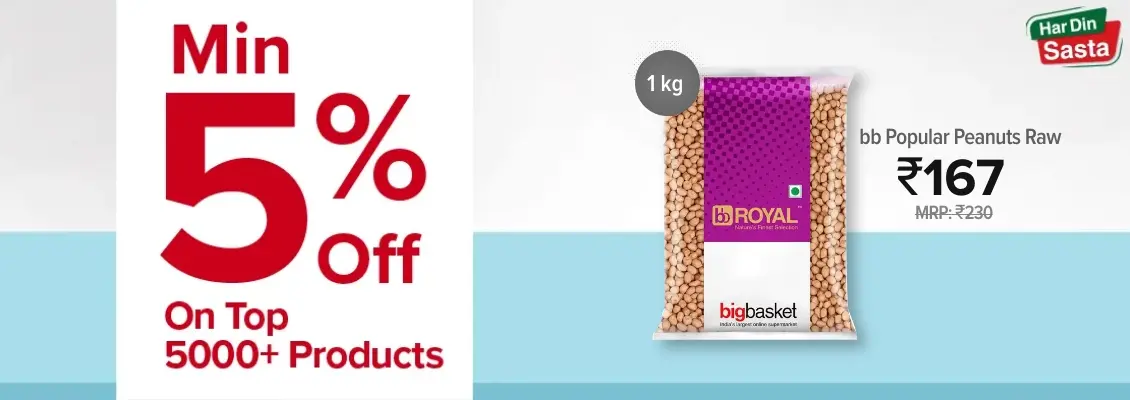 Min
5%
Off
On Top
5000+ Products
1 kg
bb ROYAL
Nature's Finest Selection
bigbasket
India's largest online supermarket
bb Popular Peanuts Raw
₹167
MRP: ₹230
Har Din
Sasta